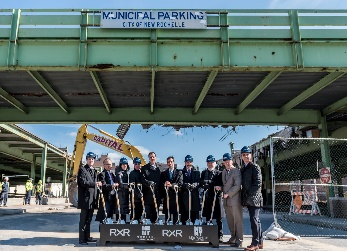 MUNICIPAL PARKING
CITY OF NEW ROCHELLE
CAPITAL
RXR
RXR